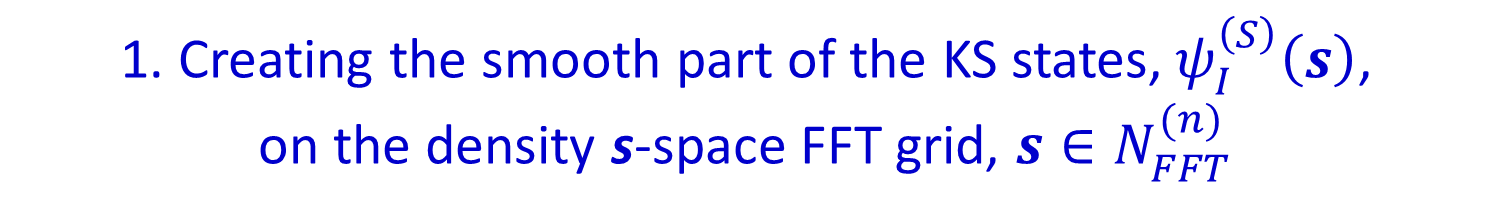 1. Creating the smooth part of the KS states, ψ_I^(S)(s),
on the density s-space FFT grid, s ∈ N_FFT^(n)